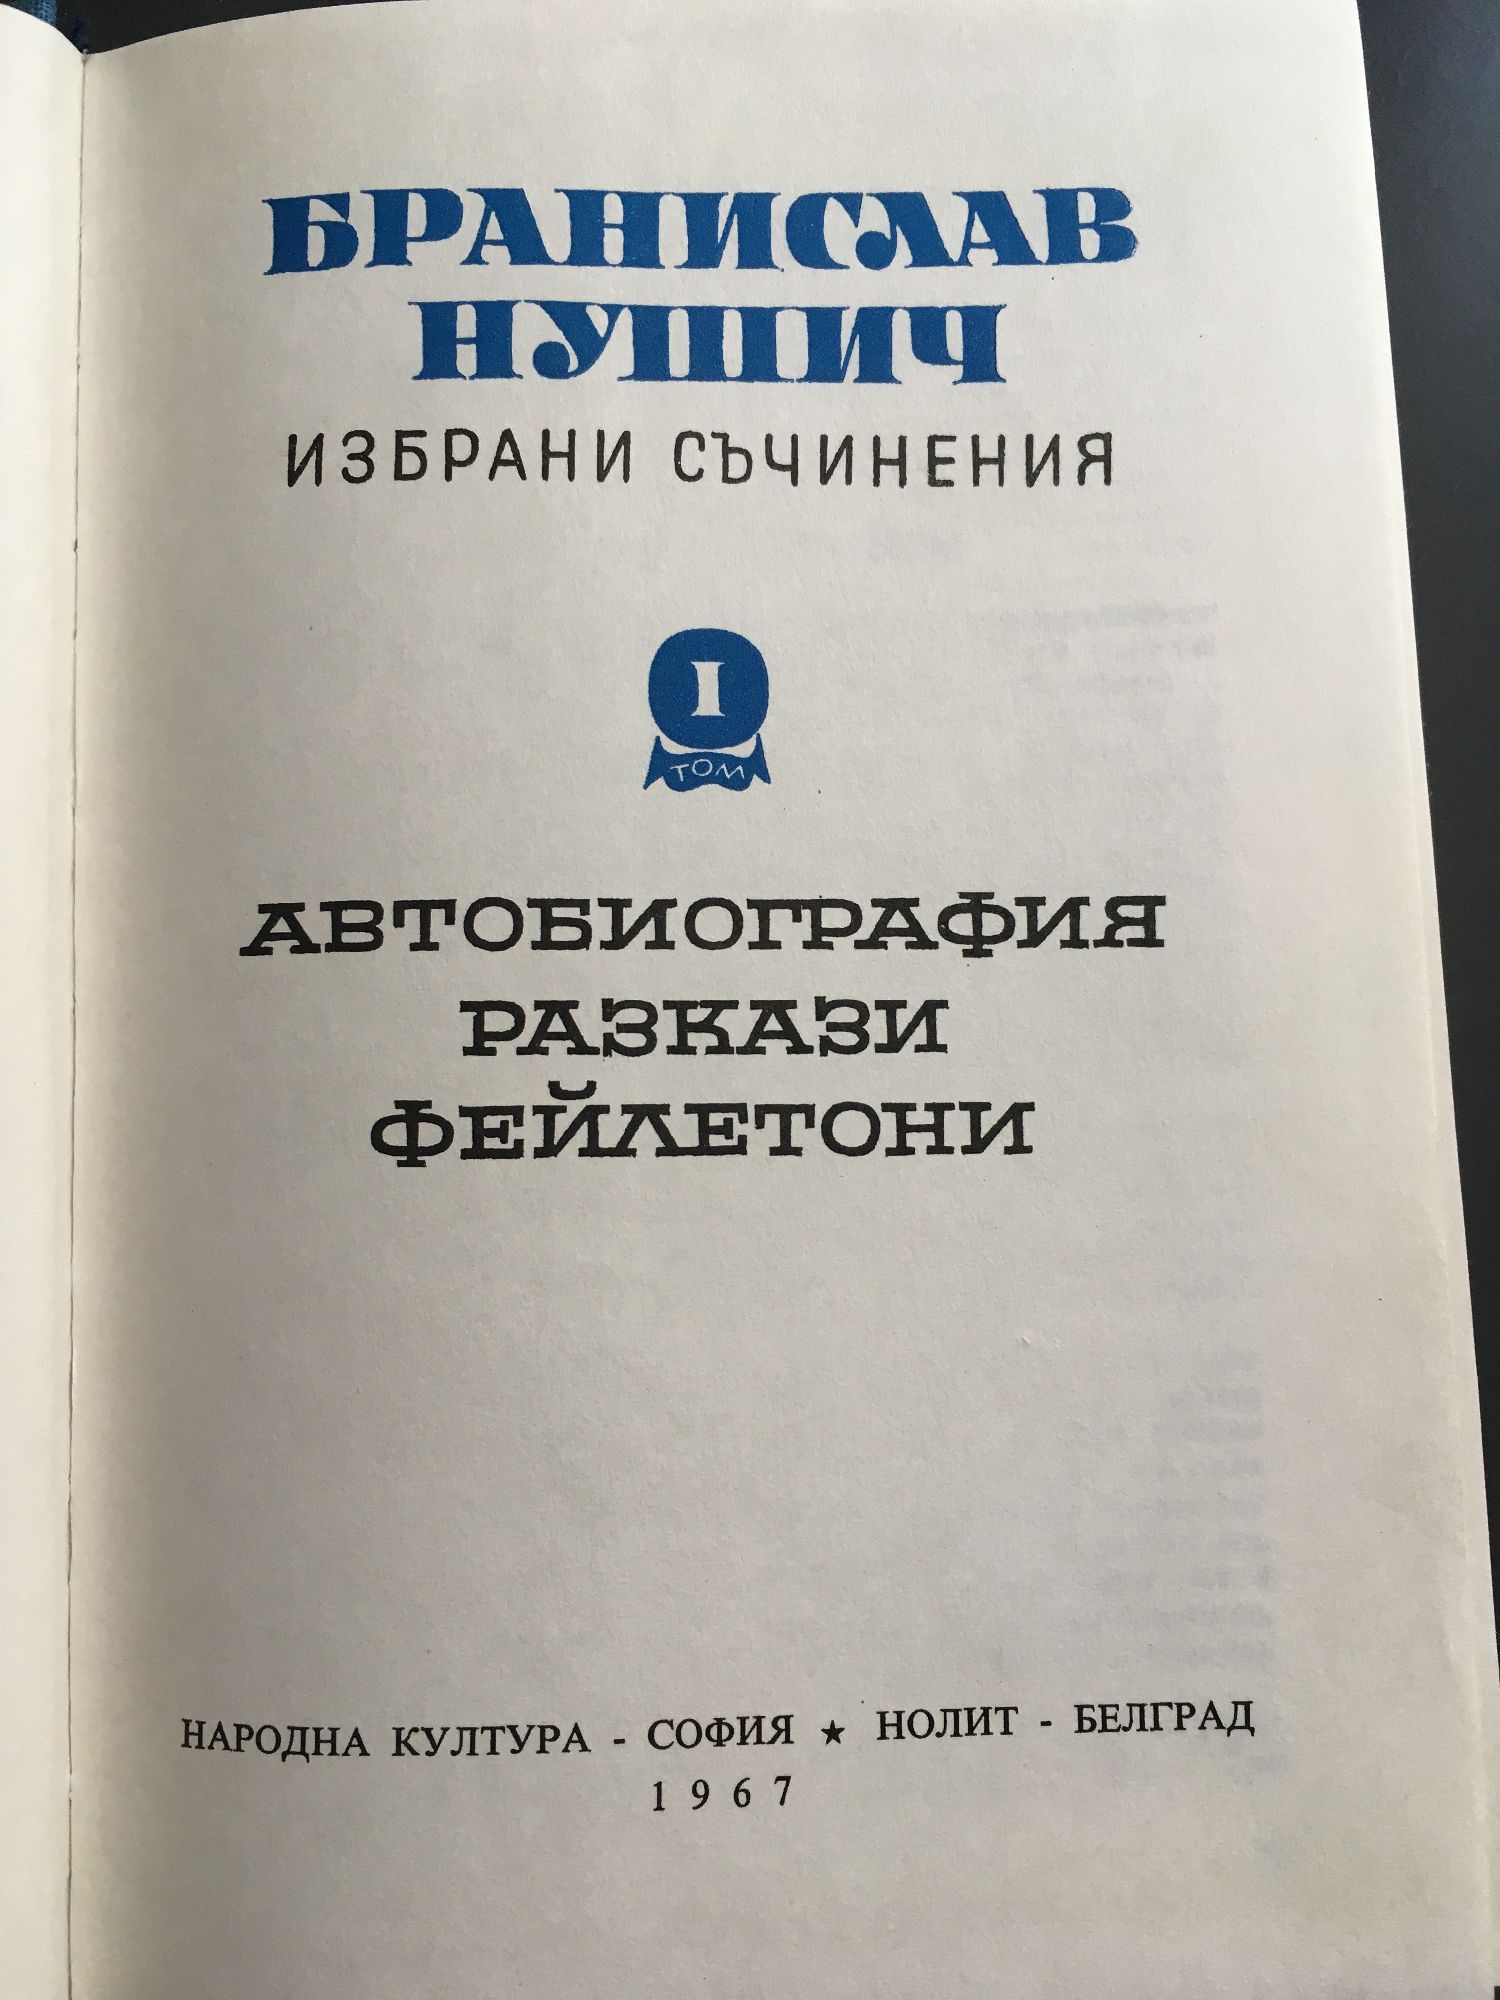 БРАНИСЛАВ
НУШИЧ
ИЗБРАНИ СЪЧИНЕНИЯ
I
ТОМ
АВТОБИОГРАФИЯ
РАЗКАЗИ
ФЕЙЛЕТОНИ
НАРОДНА КУЛТУРА - СОФИЯ ★ НОЛИТ - БЕЛГРАД
1967